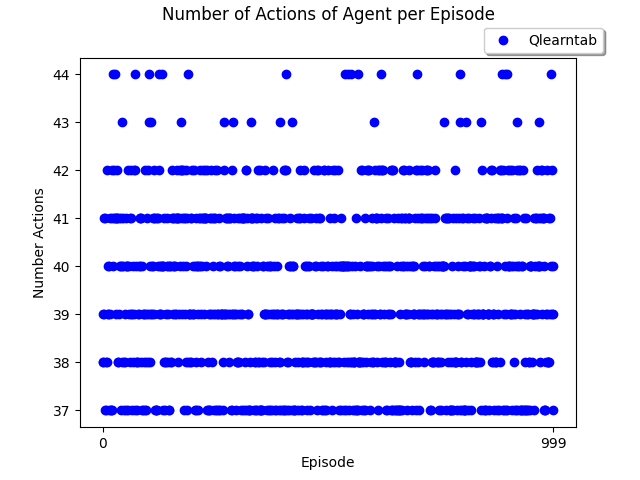 Number of Actions of Agent per Episode
Qlearntab
44
43
42
41
40
39
38
37
Number Actions
0 999
Episode